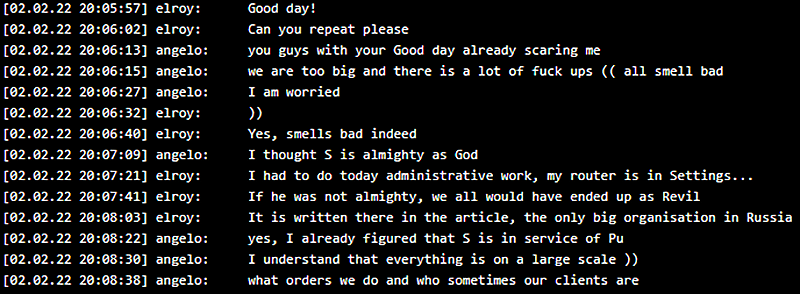 [02.02.22 20:05:57] elroy: Good day!
[02.02.22 20:06:02] elroy: Can you repeat please
[02.02.22 20:06:13] angelo: you guys with your Good day already scaring me
[02.02.22 20:06:15] angelo: we are too big and there is a lot of fuck ups (( all smell bad
[02.02.22 20:06:27] angelo: I am worried
[02.02.22 20:06:32] elroy: ))
[02.02.22 20:06:40] elroy: Yes, smells bad indeed
[02.02.22 20:07:09] angelo: I thought S is almighty as God
[02.02.22 20:07:21] elroy: I had to do today administrative work, my router is in Settings...
[02.02.22 20:07:41] elroy: If he was not almighty, we all would have ended up as Revil
[02.02.22 20:08:03] elroy: It is written there in the article, the only big organisation in Russia
[02.02.22 20:08:22] angelo: yes, I already figured that S is in service of Pu
[02.02.22 20:08:30] angelo: I understand that everything is on a large scale ))
[02.02.22 20:08:38] angelo: what orders we do and who sometimes our clients are